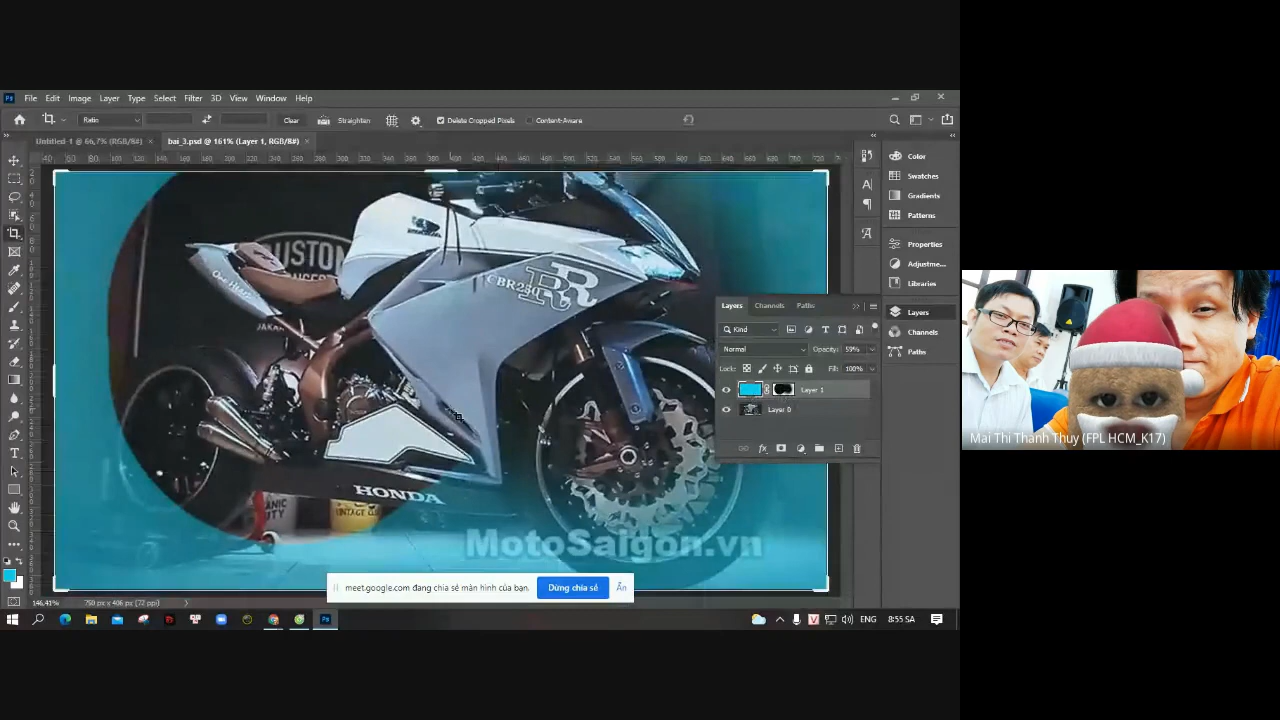 File Edit Image Layer Type Select Filter 3D View Window Help
Ratio Clear Straighten Delete Cropped Pixels Content-Aware
Untitled-1 @ 66,7% (RGB/8#) bai_3.psd @ 161% (Layer 1, RGB/8#)
Color
Swatches
Gradients
Patterns
Properties
Adjustme...
Libraries
Layers
Channels
Paths
CBR250 RR
One Heart
HONDA
MotoSaigon.vn
Layers Channels Paths
Kind
Normal Opacity: 59%
Lock: Fill: 100%
Layer 1
Layer 0
meet.google.com đang chia sẻ màn hình của bạn. Dừng chia sẻ Ẩn
146,41% 750 px x 406 px (72 ppi)
ENG 8:55 SA
Mai Thi Thanh Thuy (FPL HCM_K17)